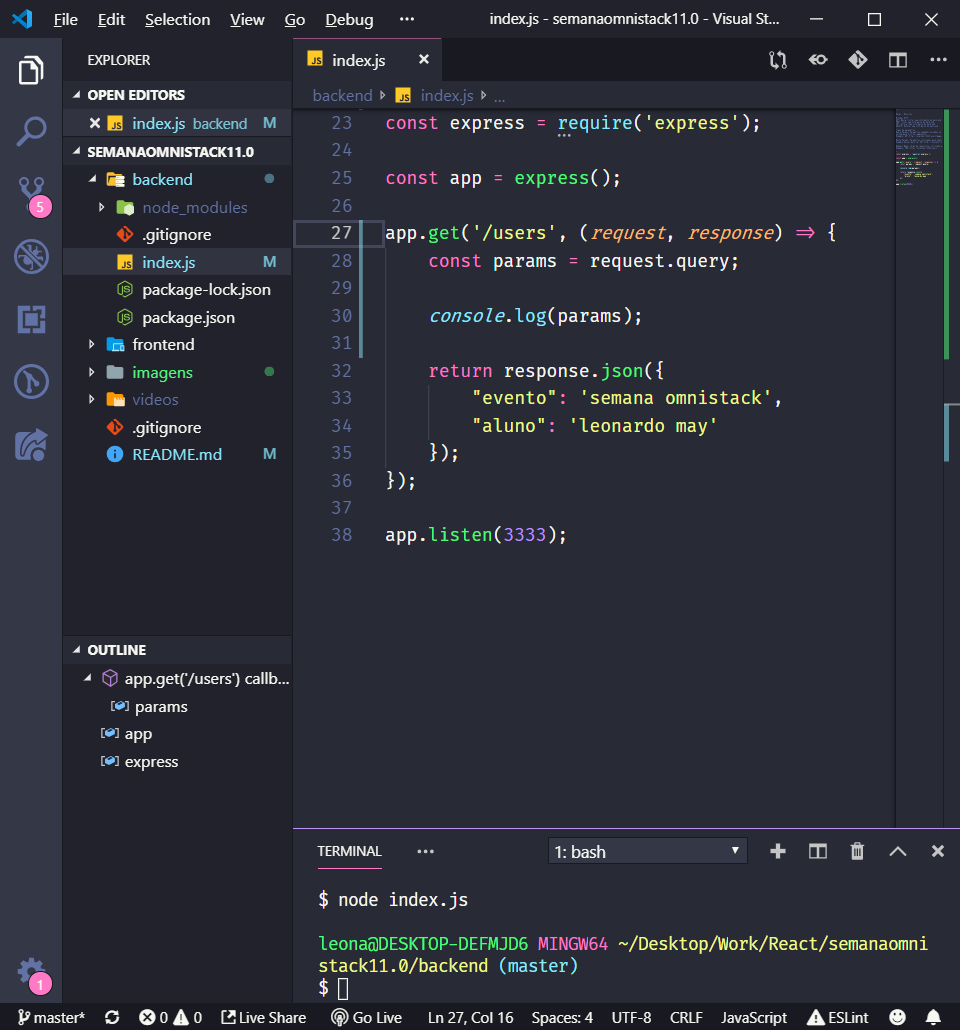 File Edit Selection View Go Debug ··· index.js - semanaomnistack11.0 - Visual St...
EXPLORER
OPEN EDITORS
index.js backend M
SEMANAOMNISTACK11.0
backend
node_modules
.gitignore
index.js M
package-lock.json
package.json
frontend
imagens
videos
.gitignore
README.md M
OUTLINE
app.get('/users') callb...
params
app
express
5
1
JS index.js
backend JS index.js ...
23 const express = require('express');
24
25 const app = express();
26
27 app.get('/users', (request, response) => {
28 const params = request.query;
29
30 console.log(params);
31
32 return response.json({
33 "evento": 'semana omnistack',
34 "aluno": 'leonardo may'
35 });
36 });
37
38 app.listen(3333);
TERMINAL ··· 1: bash
$ node index.js
leona@DESKTOP-DEFMJD6 MINGW64 ~/Desktop/Work/React/semanaomni
stack11.0/backend (master)
$
master* 0 0 Live Share Go Live Ln 27, Col 16 Spaces: 4 UTF-8 CRLF JavaScript ESLint